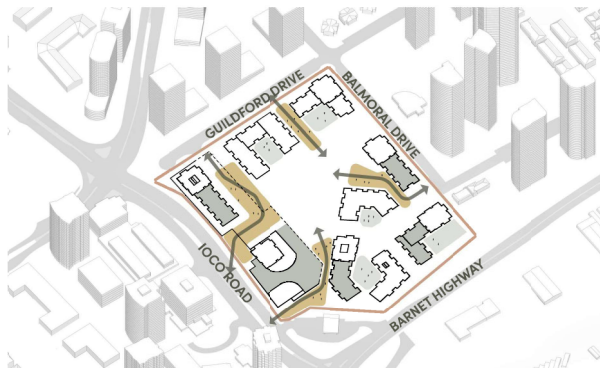 GUILDFORD DRIVE
BALMORAL DRIVE
IOCO ROAD
BARNET HIGHWAY